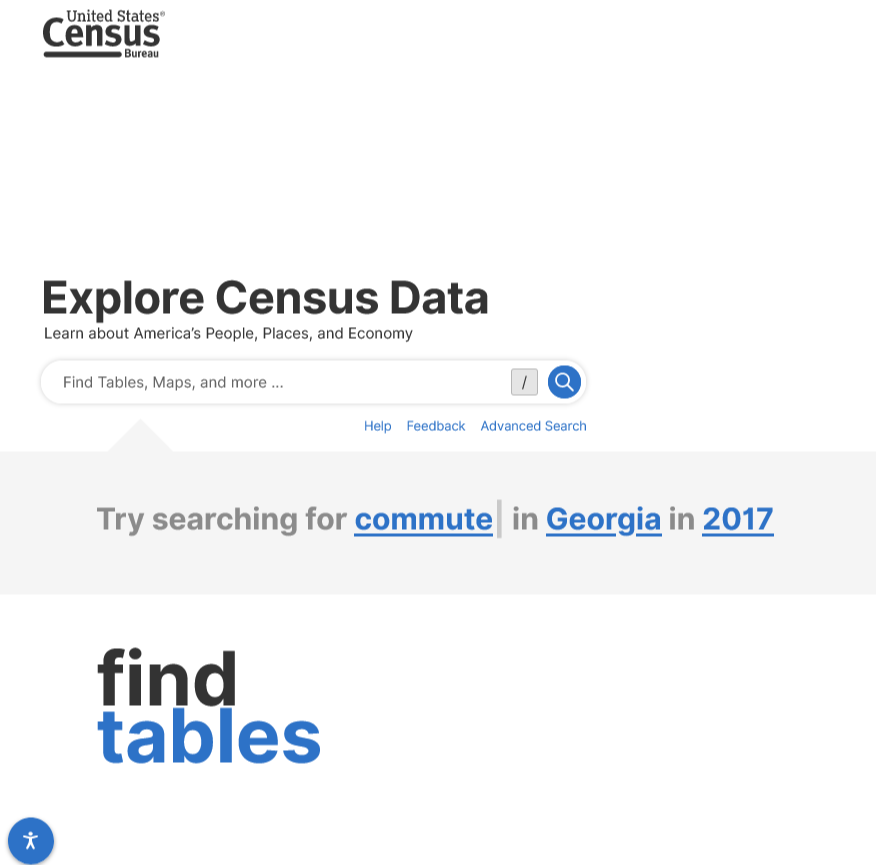 United States®
Census
Bureau
Explore Census Data
Learn about America's People, Places, and Economy
Find Tables, Maps, and more ... /
Help Feedback Advanced Search
Try searching for commute in Georgia in 2017
find
tables